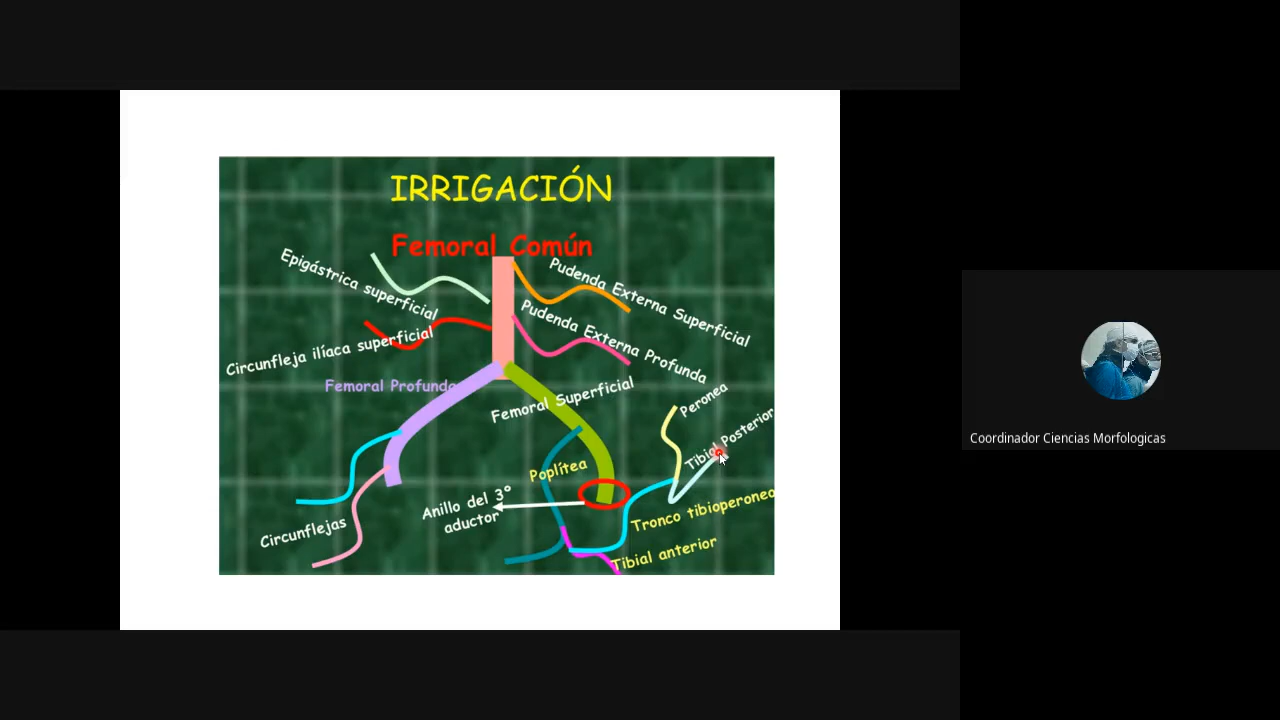 IRRIGACIÓN
Femoral Común
Epigástrica superficial
Pudenda Externa Superficial
Circunfleja ilíaca superficial
Pudenda Externa Profunda
Femoral Profunda
Femoral Superficial
Peronea
Tibial Posterior
Poplítea
Anillo del 3°
aductor
Tronco tibioperoneo
Circunflejas
Tibial anterior
Coordinador Ciencias Morfologicas